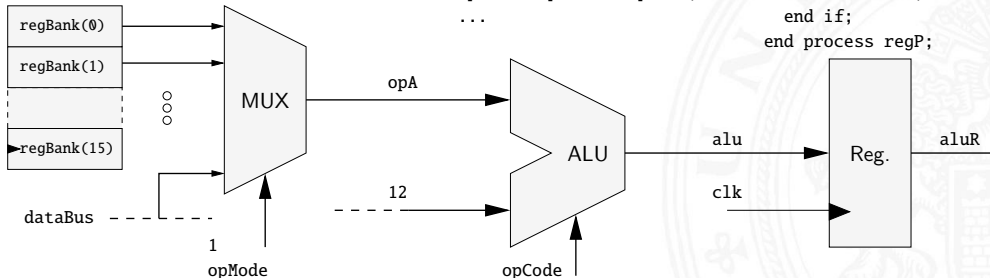 ...
end if;
end process regP;
regBank(0)
regBank(1)
regBank(15)
MUX
opA
ALU
alu
Reg.
aluR
12
clk
dataBus
1
opMode
opCode